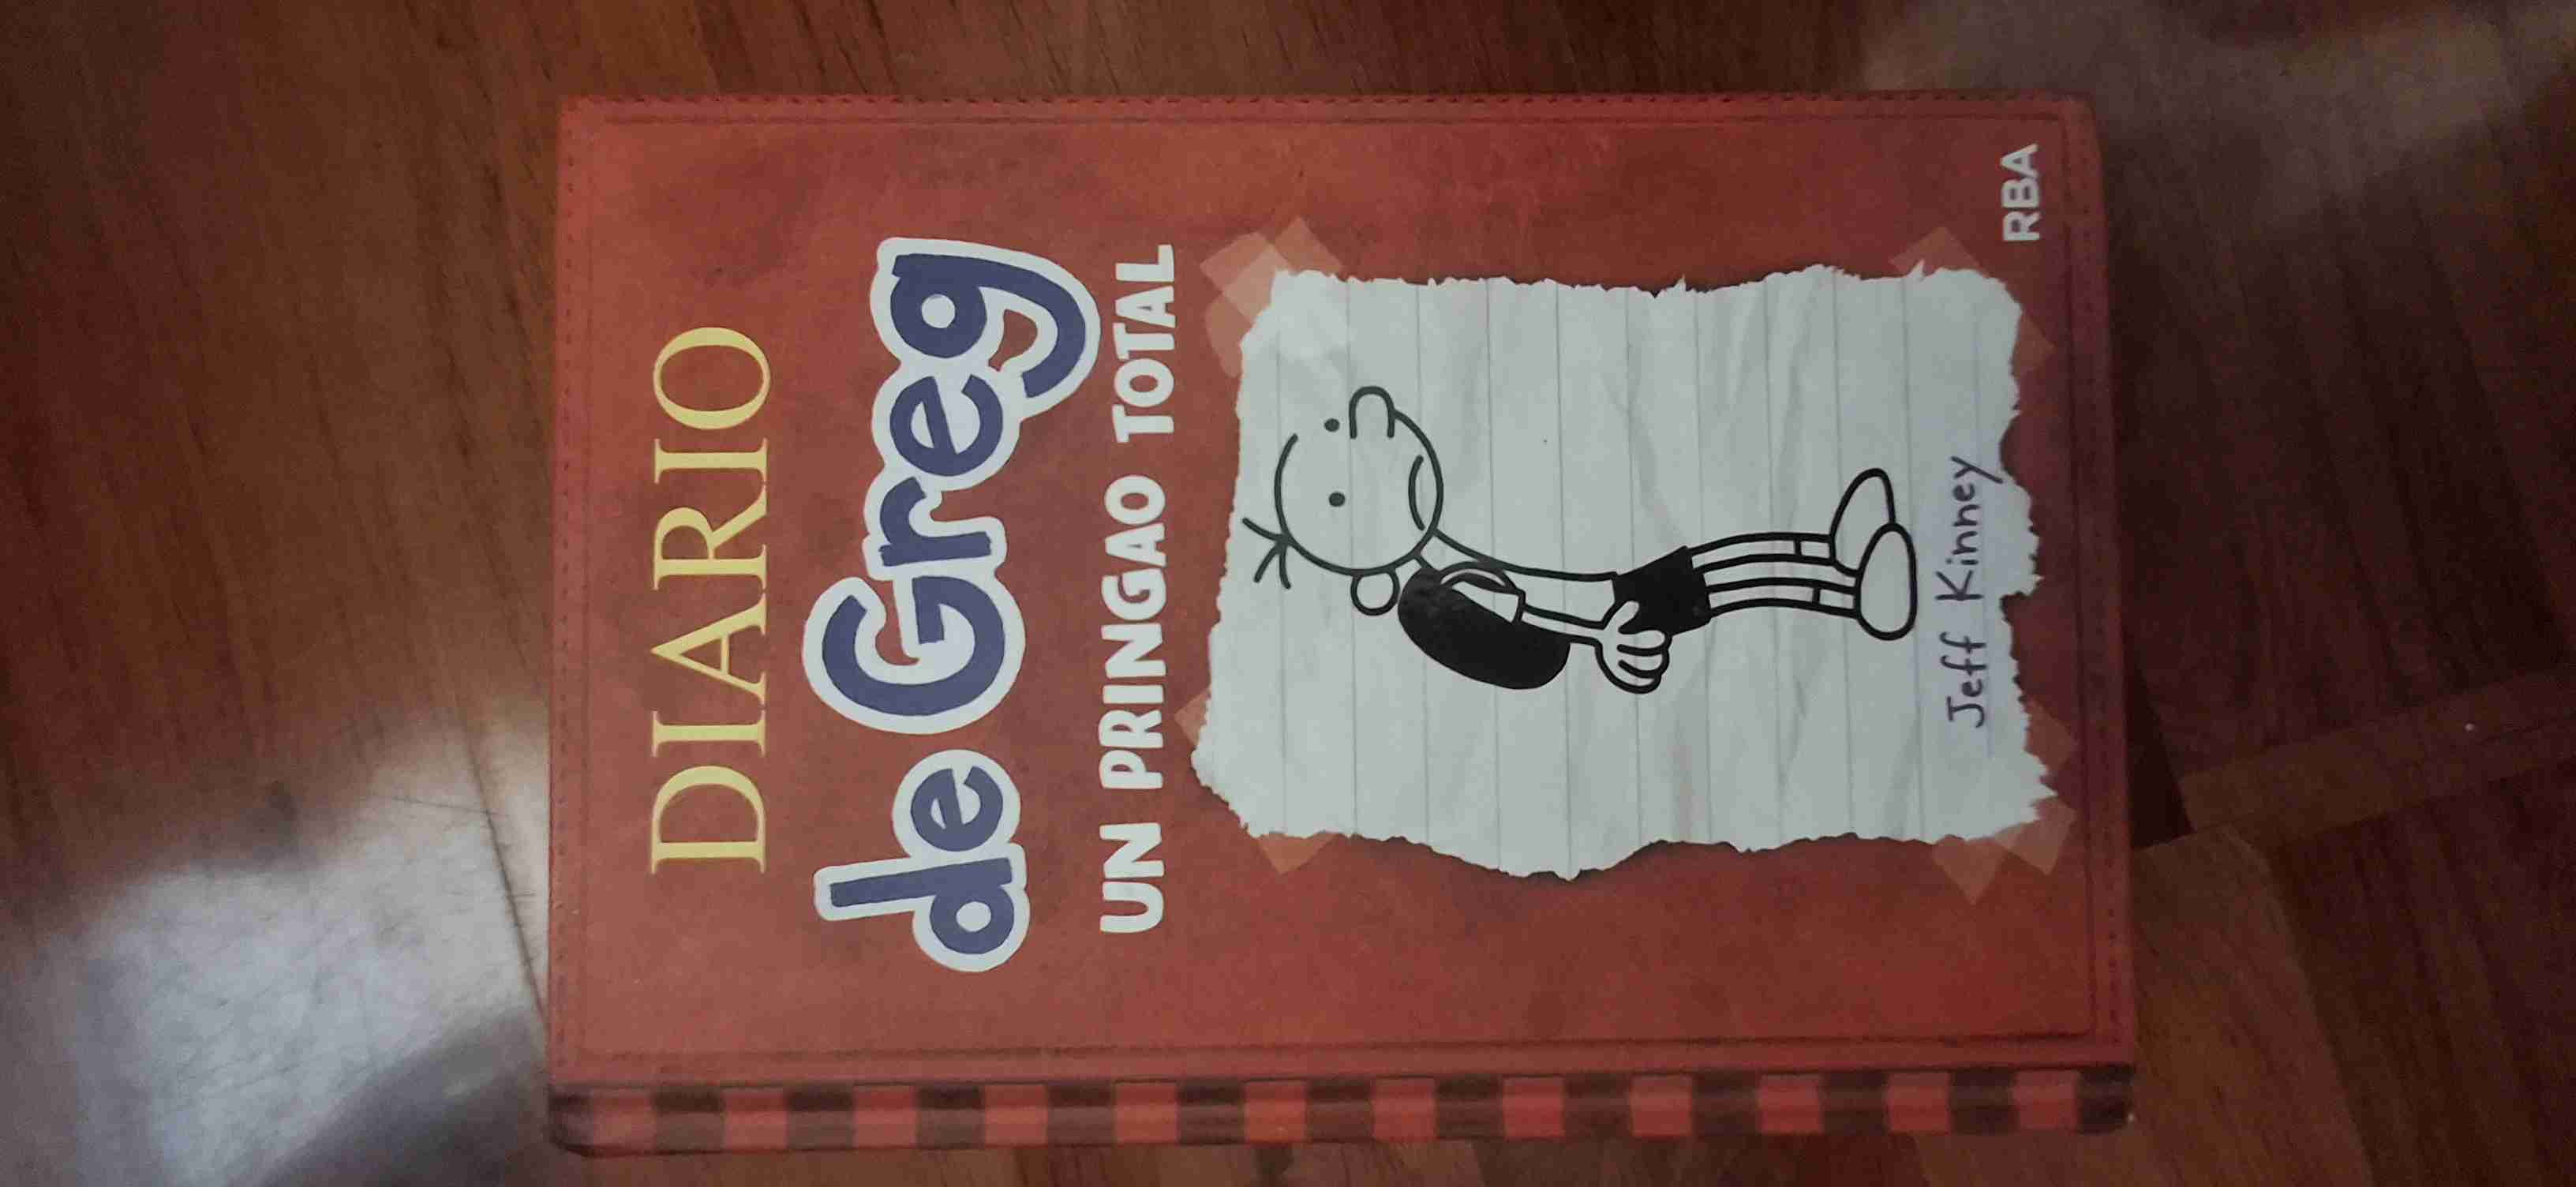 DIARIO
de Greg
UN PRINGAO TOTAL
Jeff Kinney
RBA